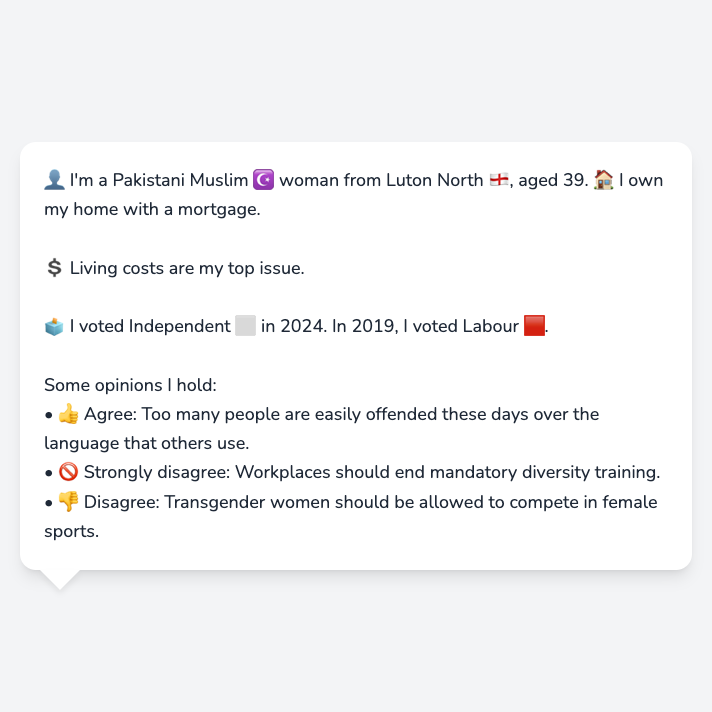 👤 I'm a Pakistani Muslim ☪️ woman from Luton North 🏴󠁧󠁢󠁥󠁮󠁧󠁿, aged 39. 🏠 I own
my home with a mortgage.
💲 Living costs are my top issue.
🗳️ I voted Independent ⬜ in 2024. In 2019, I voted Labour 🟥.
Some opinions I hold:
• 👍 Agree: Too many people are easily offended these days over the
language that others use.
• 🚫 Strongly disagree: Workplaces should end mandatory diversity training.
• 👎 Disagree: Transgender women should be allowed to compete in female
sports.